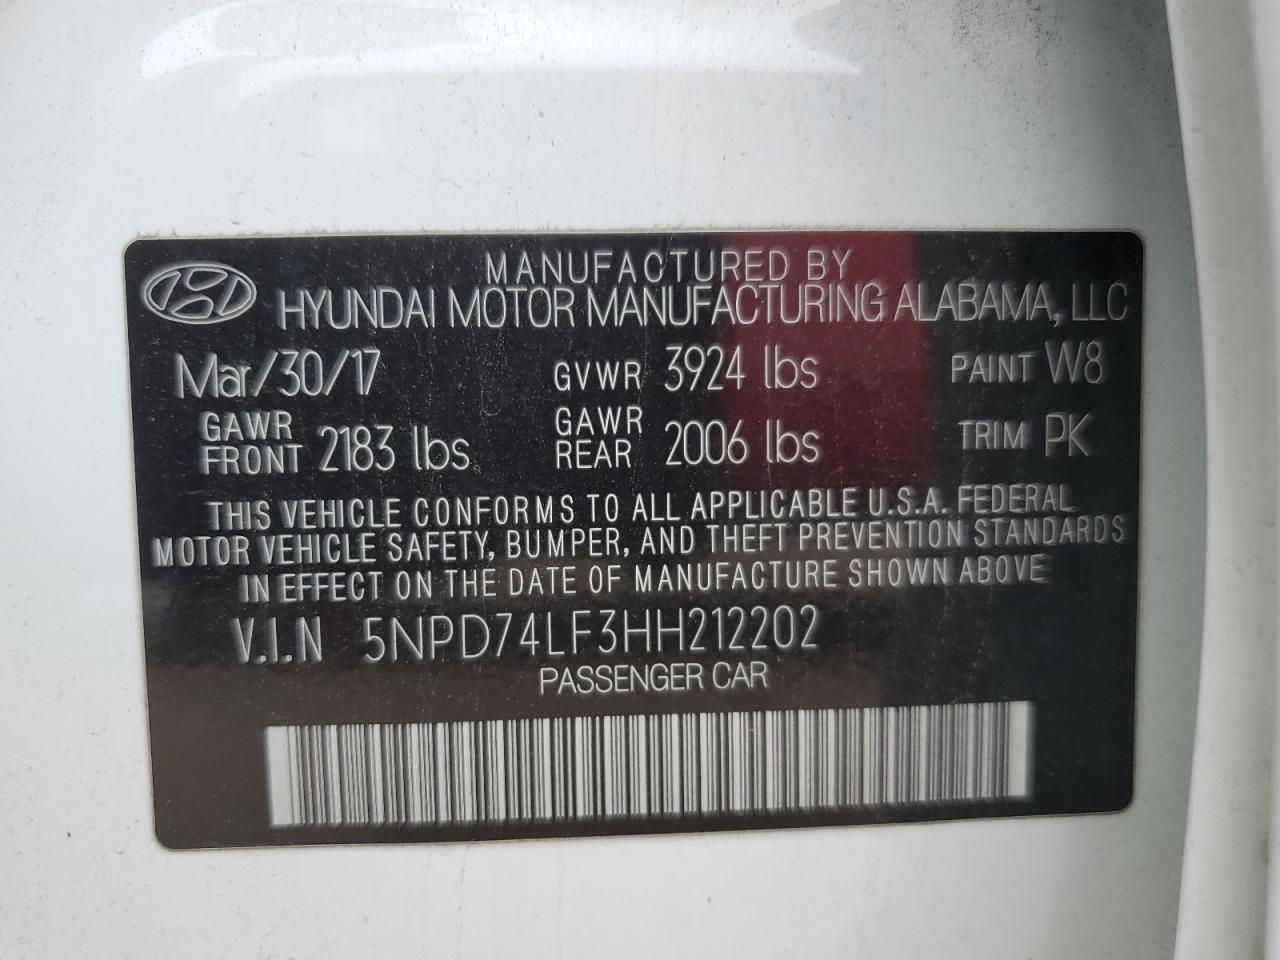 MANUFACTURED BY
HYUNDAI MOTOR MANUFACTURING ALABAMA, LLC
Mar/30/17 GVWR 3924 lbs PAINT W8
GAWR FRONT 2183 lbs GAWR REAR 2006 lbs TRIM PK
THIS VEHICLE CONFORMS TO ALL APPLICABLE U.S.A. FEDERAL
MOTOR VEHICLE SAFETY, BUMPER, AND THEFT PREVENTION STANDARDS
IN EFFECT ON THE DATE OF MANUFACTURE SHOWN ABOVE
V.I.N 5NPD74LF3HH212202
PASSENGER CAR